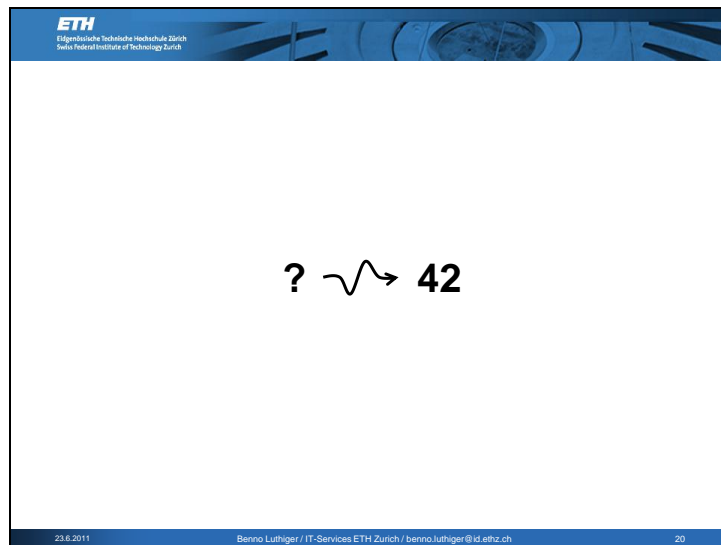 ETH
Eidgenössische Technische Hochschule Zürich
Swiss Federal Institute of Technology Zurich
? 42
23.6.2011 Benno Luthiger / IT-Services ETH Zurich / benno.luthiger@id.ethz.ch 20